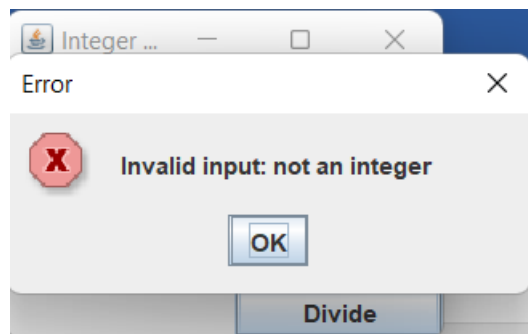 Integer ...
Error
Invalid input: not an integer
OK
Divide